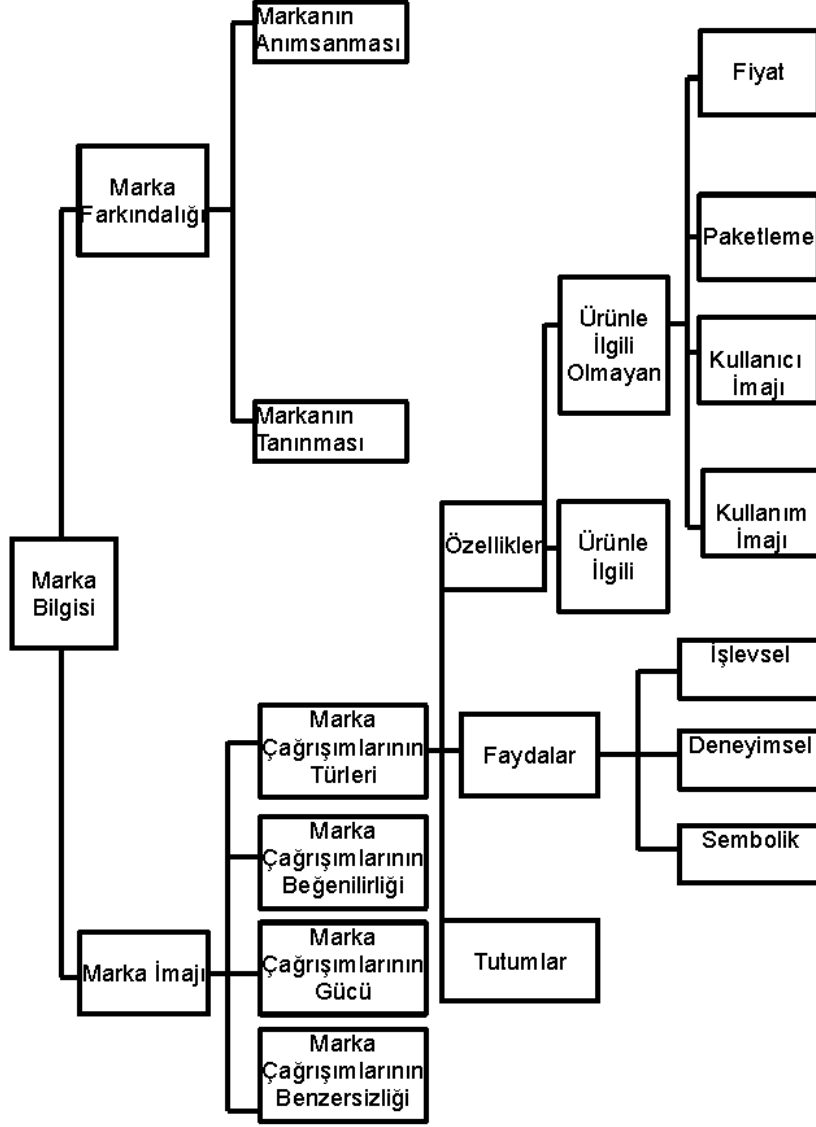 Markanın
Anımsanması
Fiyat
Marka
Farkındalığı
Paketleme
Ürünle
İlgili
Olmayan
Kullanıcı
İmajı
Markanın
Tanınması
Kullanım
İmajı
Özellikler
Ürünle
İlgili
Marka
Bilgisi
İşlevsel
Marka
Çağrışımlarının
Türleri
Faydalar
Deneyimsel
Marka
Çağrışımlarının
Beğenilirliği
Sembolik
Marka İmajı
Marka
Çağrışımlarının
Gücü
Tutumlar
Marka
Çağrışımlarının
Benzersizliği